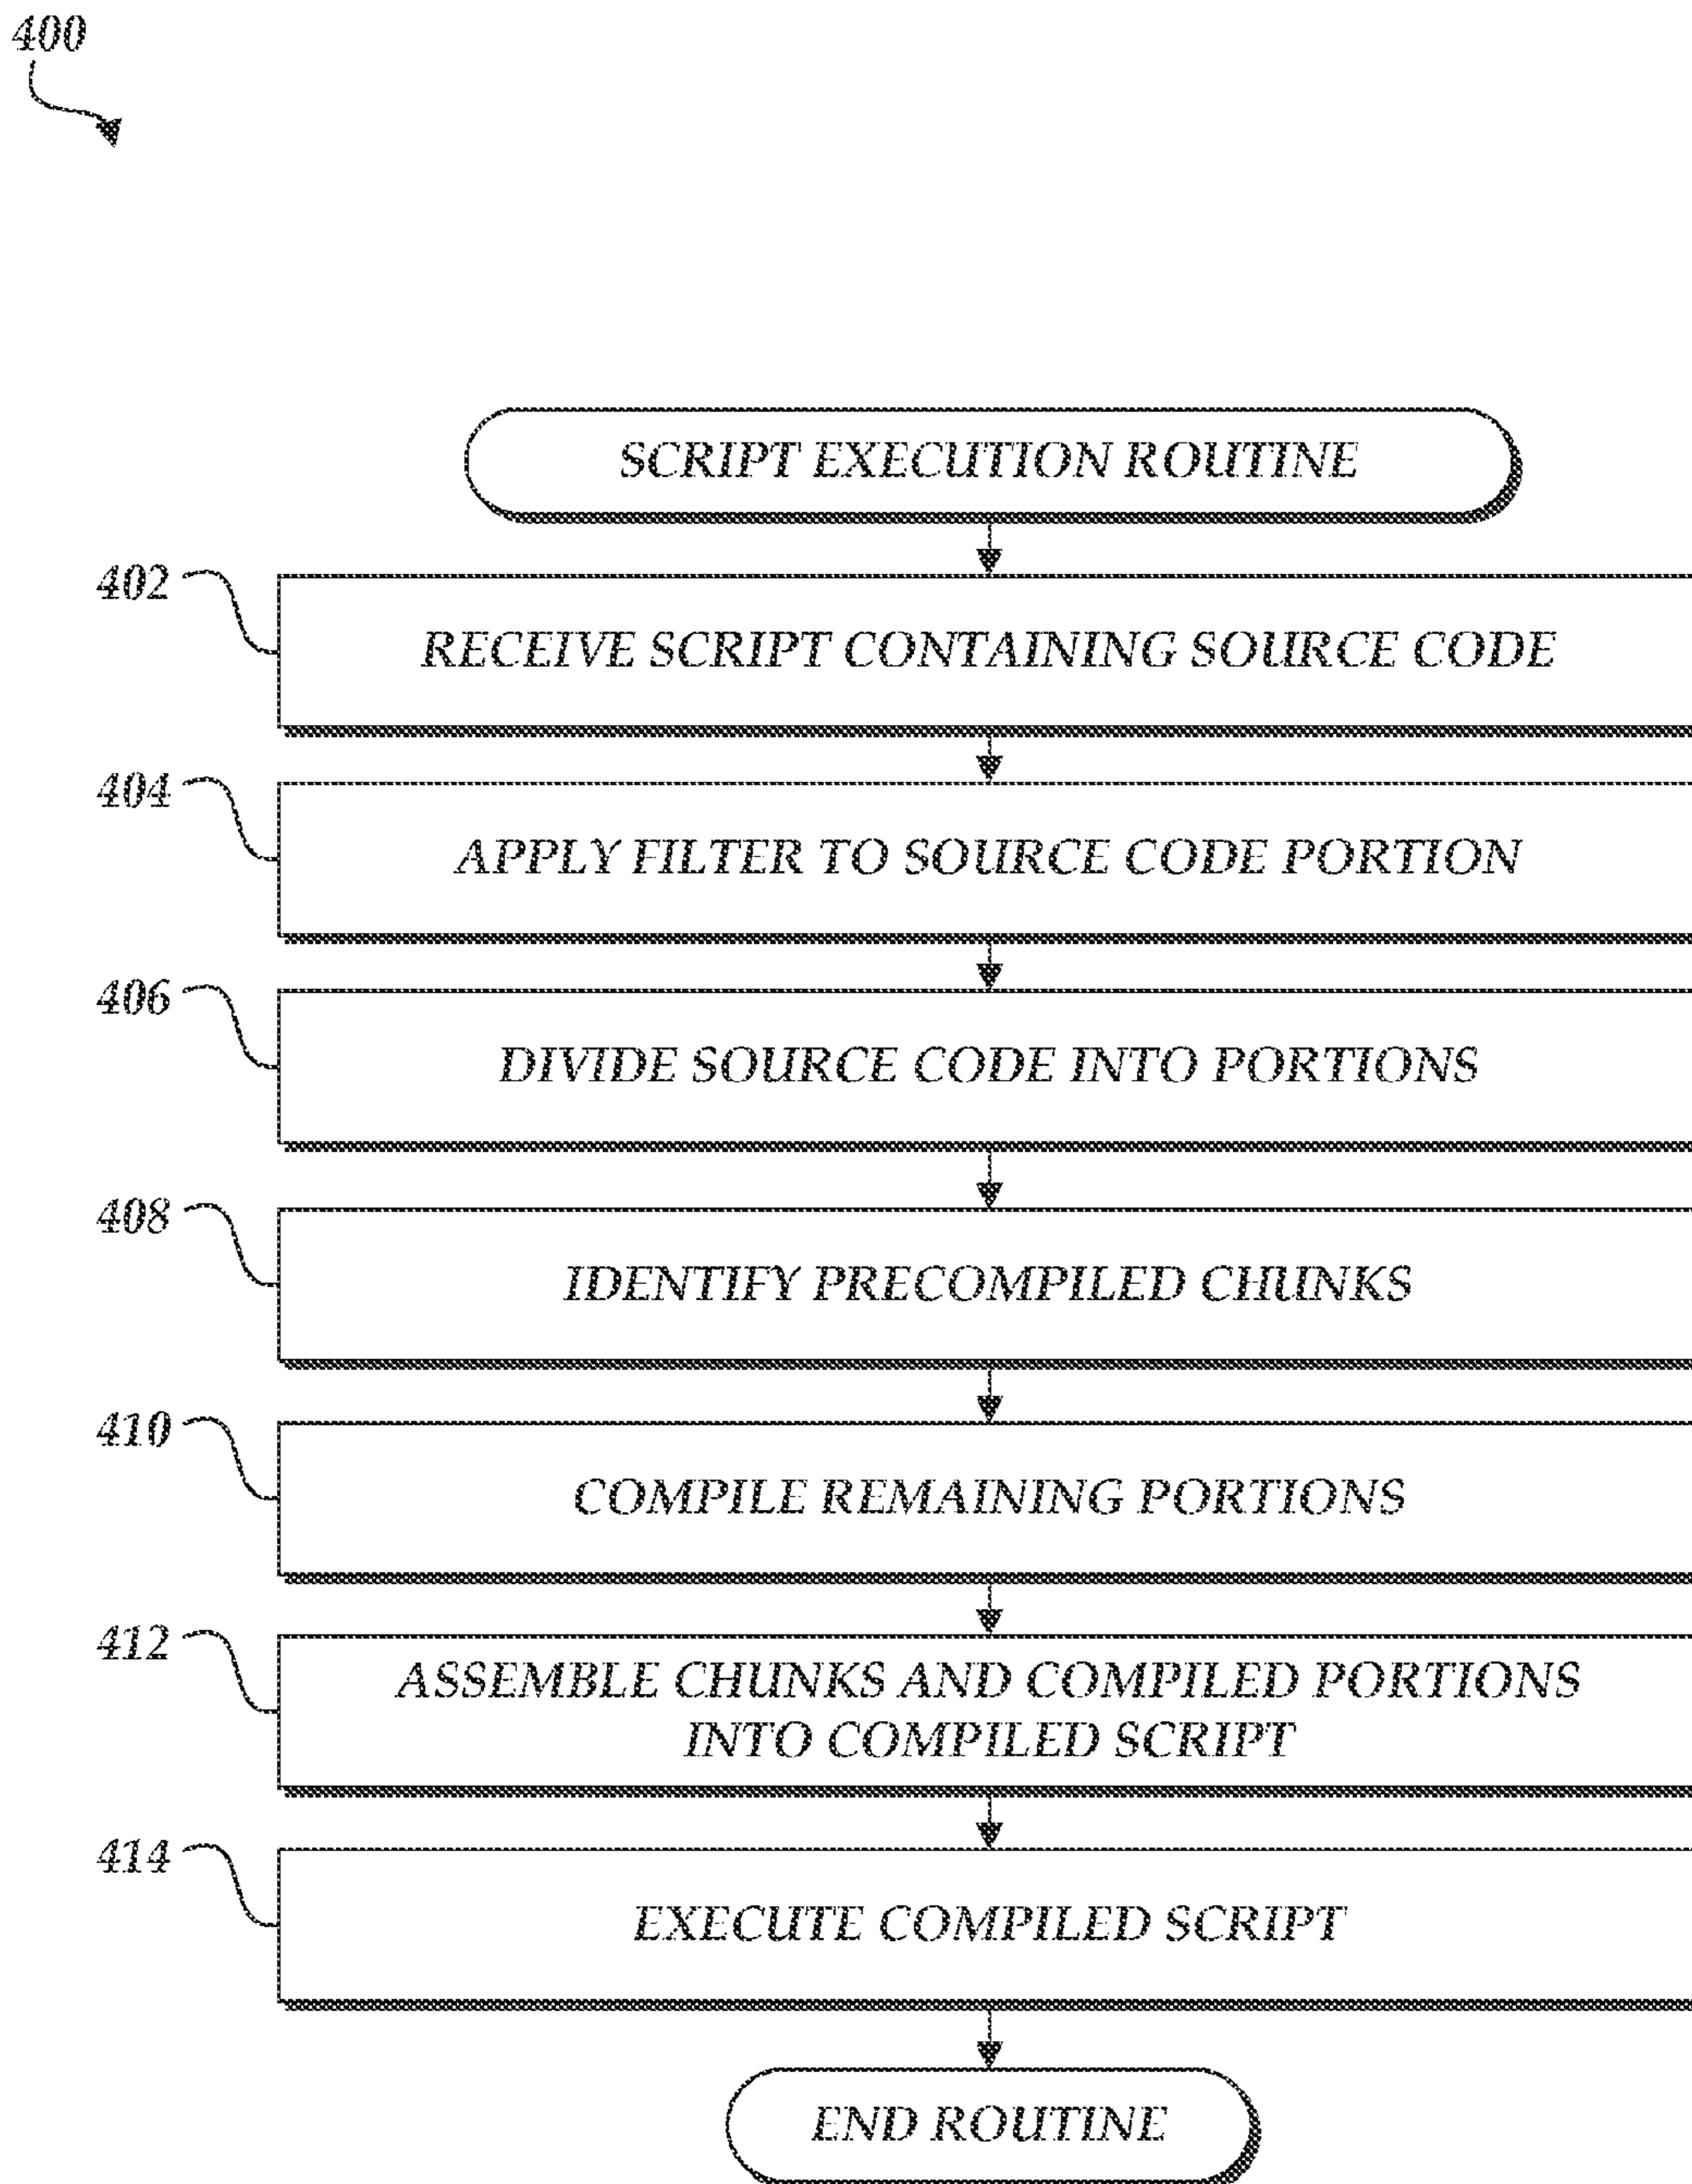 400
SCRIPT EXECUTION ROUTINE
402
RECEIVE SCRIPT CONTAINING SOURCE CODE
404
APPLY FILTER TO SOURCE CODE PORTION
406
DIVIDE SOURCE CODE INTO PORTIONS
408
IDENTIFY PRECOMPILED CHUNKS
410
COMPILE REMAINING PORTIONS
412
ASSEMBLE CHUNKS AND COMPILED PORTIONS
INTO COMPILED SCRIPT
414
EXECUTE COMPILED SCRIPT
END ROUTINE